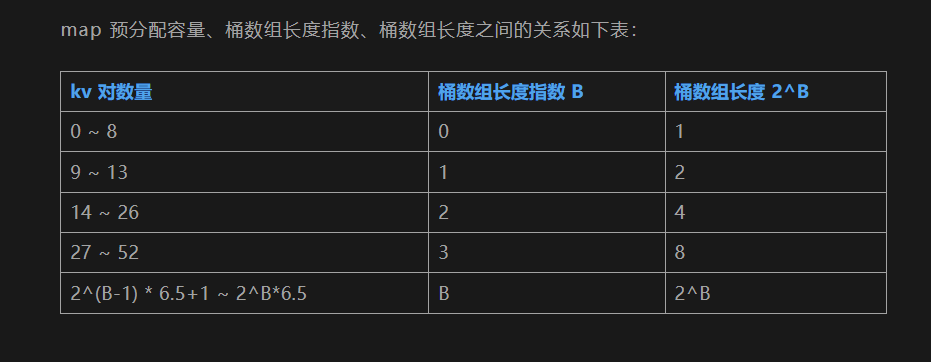 map 预分配容量、桶数组长度指数、桶数组长度之间的关系如下表：
kv 对数量 桶数组长度指数 B 桶数组长度 2^B
0 ~ 8 0 1
9 ~ 13 1 2
14 ~ 26 2 4
27 ~ 52 3 8
2^(B-1) * 6.5+1 ~ 2^B*6.5 B 2^B